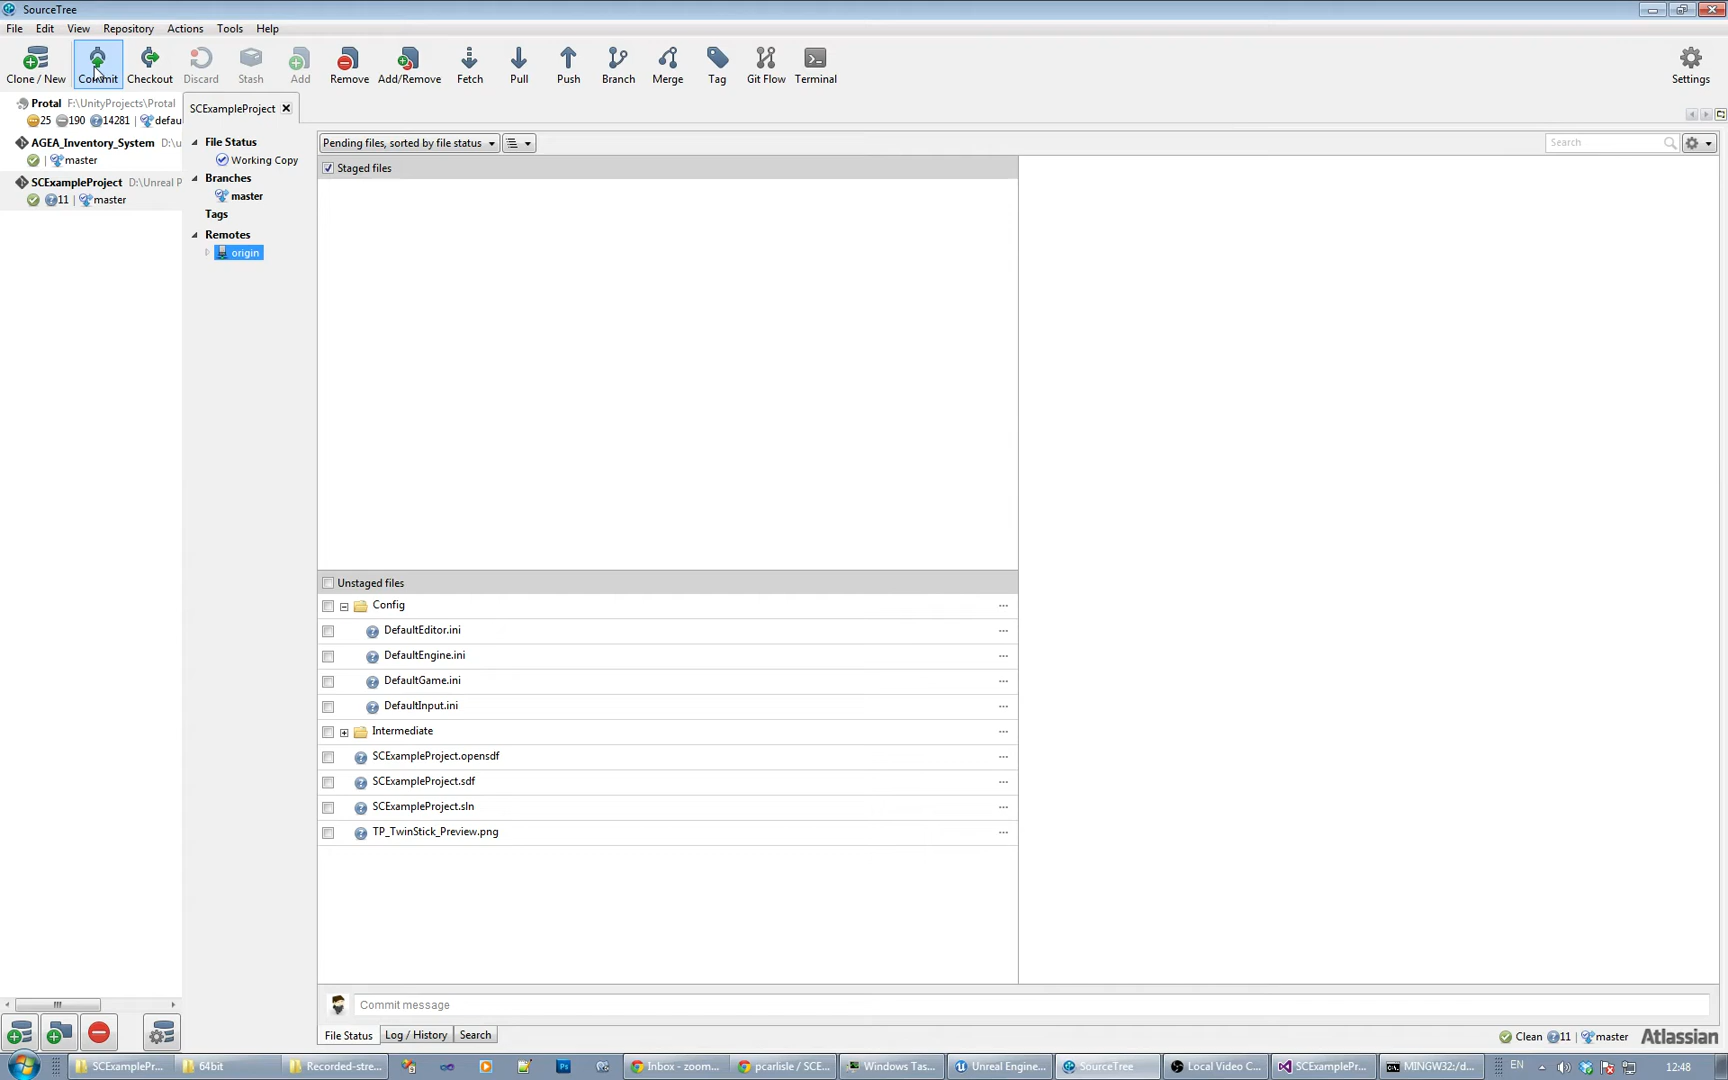 SourceTree
File Edit View Repository Actions Tools Help
Clone / New Commit Checkout Discard Stash Add Remove Add/Remove Fetch Pull Push Branch Merge Tag Git Flow Terminal Settings
Protal F:\UnityProjects\Protal
25 190 14281 | defau
AGEA_Inventory_System D:\u
| master
SCExampleProject D:\Unreal P
11 | master
SCExampleProject
File Status
Working Copy
Branches
master
Tags
Remotes
origin
Pending files, sorted by file status
Search
Staged files
Unstaged files
Config
DefaultEditor.ini
DefaultEngine.ini
DefaultGame.ini
DefaultInput.ini
Intermediate
SCExampleProject.opensdf
SCExampleProject.sdf
SCExampleProject.sln
TP_TwinStick_Preview.png
Commit message
File Status Log / History Search
Clean 11 | master Atlassian
SCExamplePr... 64bit Recorded-stre... Inbox - zoom... pcarlisle / SCE... Windows Tas... Unreal Engine... SourceTree Local Video C... SCExamplePr... MINGW32:/d... EN 12:48